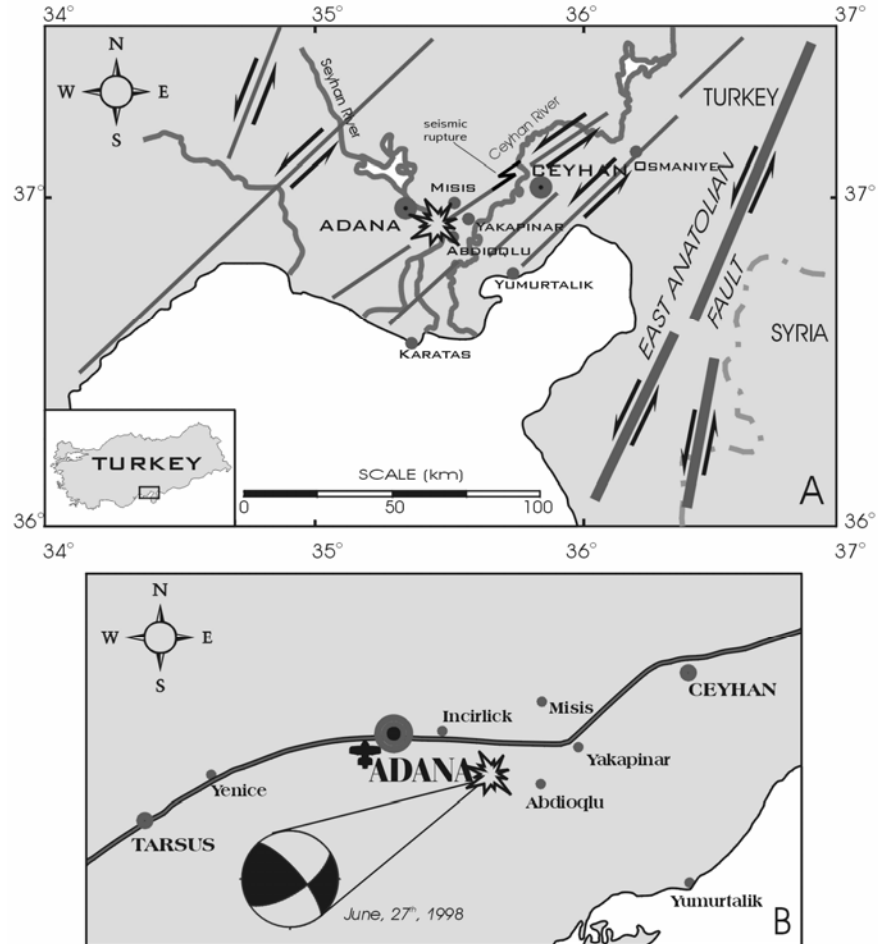 34° 35° 36° 37°
N
W E
S
Seyhan River
seismic
rupture
Ceyhan River
TURKEY
37°
37°
MISIS
CEYHAN
OSMANIYE
ADANA
YAKAPINAR
ABDIOQLU
YUMURTALIK
KARATAS
EAST ANATOLIAN
FAULT
SYRIA
TURKEY
SCALE (km)
0 50 100
A
36°
36°
34° 35° 36° 37°
N
W E
S
CEYHAN
Misis
Incirlick
Yakapinar
ADANA
Abdioqlu
Yenice
TARSUS
June, 27th, 1998
Yumurtalik
B